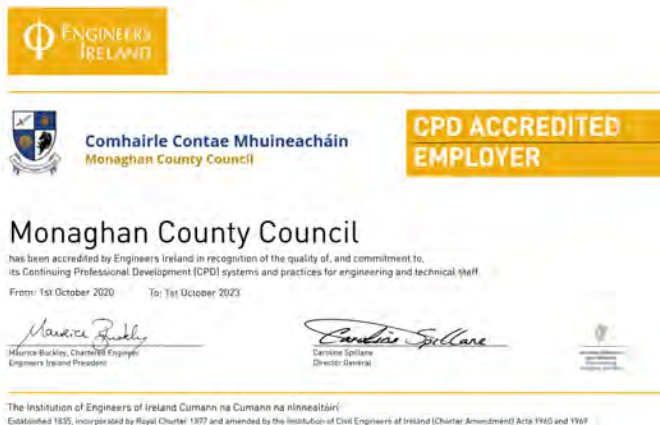 ENGINEERS
IRELAND
Comhairle Contae Mhuineacháin
Monaghan County Council
CPD ACCREDITED
EMPLOYER
Monaghan County Council
has been accredited by Engineers Ireland in recognition of the quality of, and commitment to,
its Continuing Professional Development (CPD) systems and practices for engineering and technical staff
From: 1st October 2020 To: 1st October 2023
Maurice Buckly
Caroline Spillane
Maurice Buckley, Chartered Engineer
Engineers Ireland President
Caroline Spillane
Director General
The Institution of Engineers of Ireland Cumann na Cumann na nInnealtóirí
Established 1835, incorporated by Royal Charter 1877 and amended by the Institution of Civil Engineers of Ireland (Charter Amendment) Acts 1960 and 1969